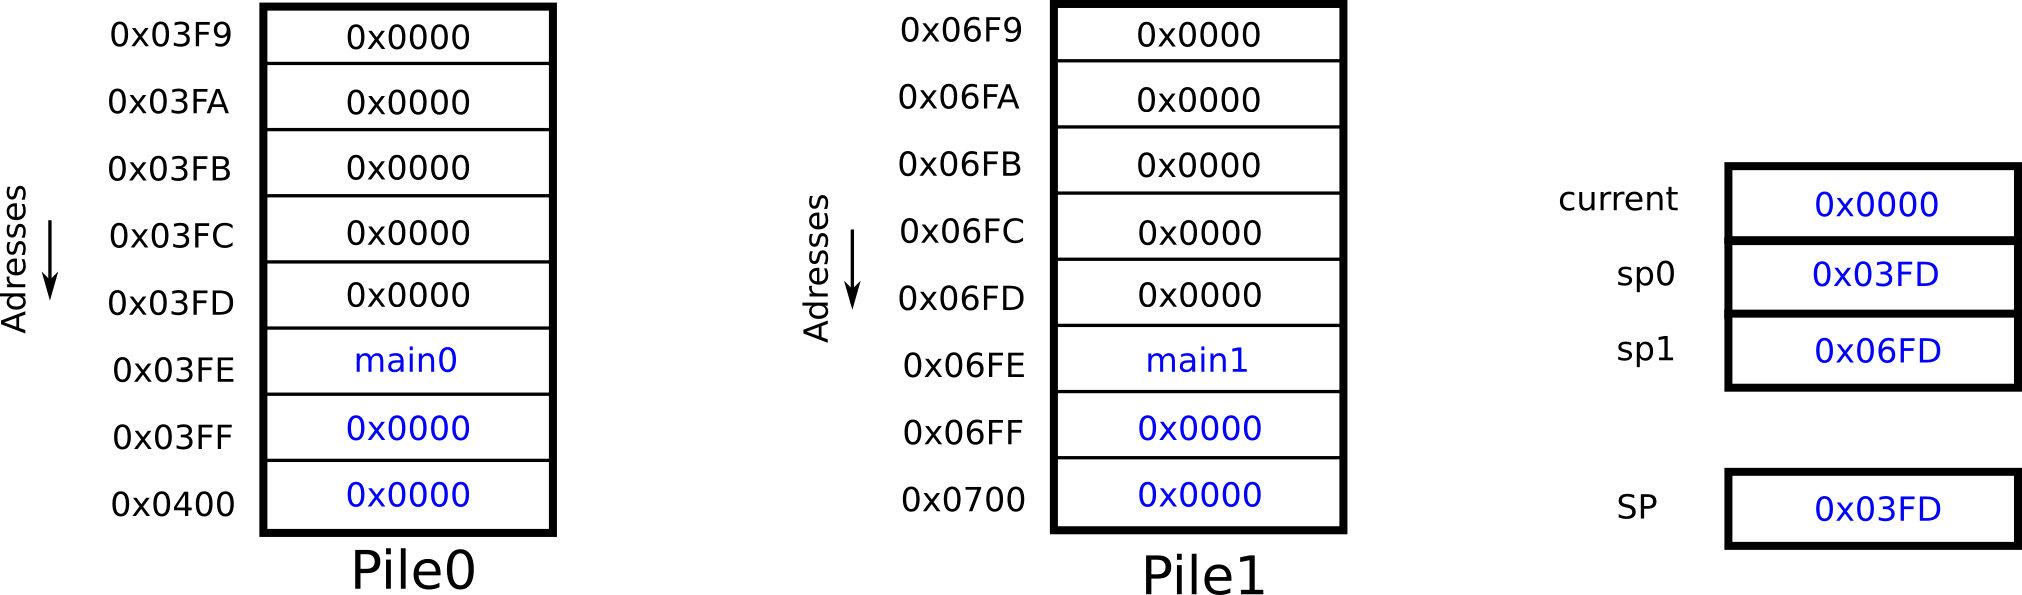 Adresses
0x03F9 0x0000
0x03FA 0x0000
0x03FB 0x0000
0x03FC 0x0000
0x03FD 0x0000
0x03FE main0
0x03FF 0x0000
0x0400 0x0000
Pile0
Adresses
0x06F9 0x0000
0x06FA 0x0000
0x06FB 0x0000
0x06FC 0x0000
0x06FD 0x0000
0x06FE main1
0x06FF 0x0000
0x0700 0x0000
Pile1
current 0x0000
sp0 0x03FD
sp1 0x06FD
SP 0x03FD